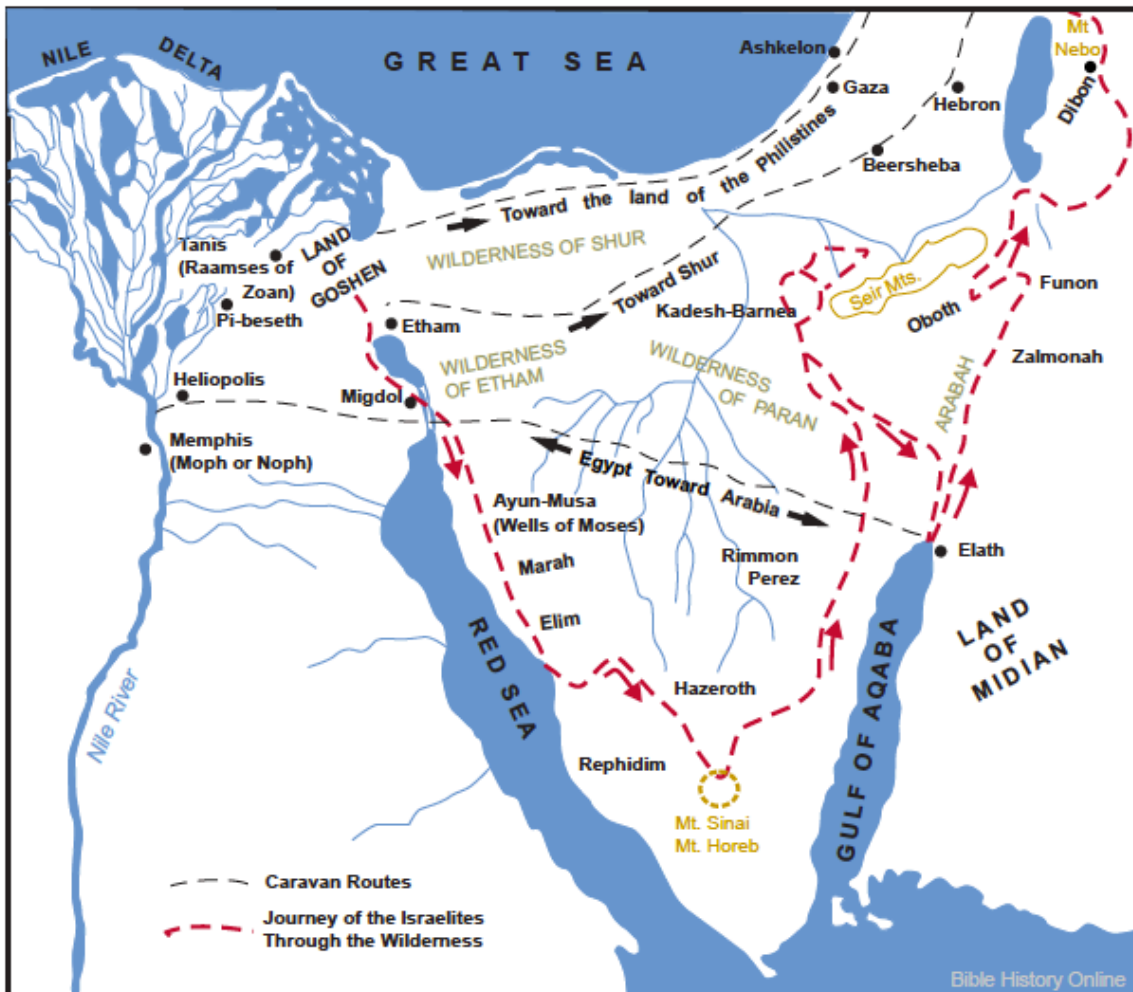 NILE DELTA
GREAT SEA
Ashkelon
Gaza
Hebron
Beersheba
Mt
Nebo
Dibon
Toward the land of the Philistines
WILDERNESS OF SHUR
Tanis
(Raamses of
Zoan)
LAND
OF
GOSHEN
Pi-beseth
Etham
Toward Shur
Kadesh-Barnea
Seir Mts.
Oboth
Funon
Zalmonah
WILDERNESS
OF ETHAM
WILDERNESS
OF PARAN
ARABAH
Heliopolis
Migdol
Memphis
(Moph or Noph)
Egypt Toward Arabia
Ayun-Musa
(Wells of Moses)
Marah
Elim
Rimmon
Perez
Elath
LAND
OF
MIDIAN
RED SEA
Hazeroth
GULF OF AQABA
Nile River
Rephidim
Mt. Sinai
Mt. Horeb
Caravan Routes
Journey of the Israelites
Through the Wilderness
Bible History Online